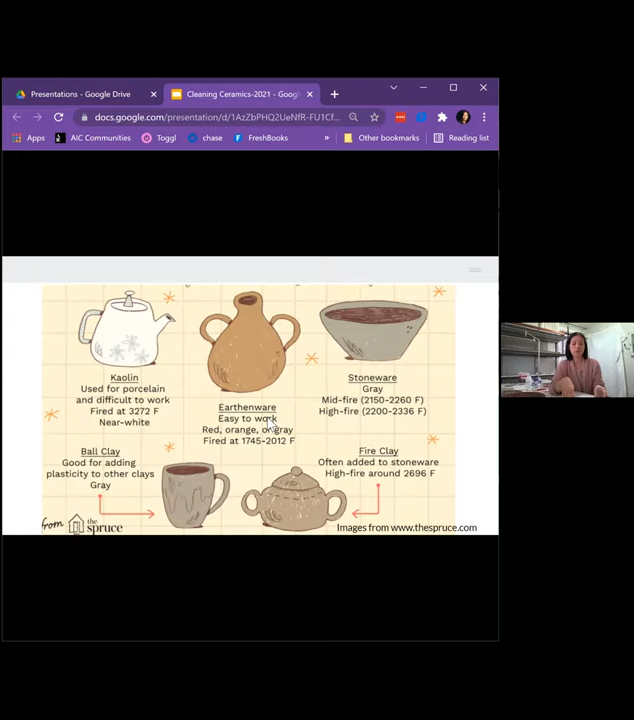 Presentations - Google Drive
Cleaning Ceramics-2021 - Goog
docs.google.com/presentation/d/1AzZbPHQ2UeNfR-FU1Cf...
Apps
AIC Communities
Toggl
chase
FreshBooks
»
Other bookmarks
Reading list
Kaolin
Used for porcelain
and difficult to work
Fired at 3272 F
Near-white
Earthenware
Easy to work
Red, orange, or gray
Fired at 1745-2012 F
Stoneware
Gray
Mid-fire (2150-2260 F)
High-fire (2200-2336 F)
Ball Clay
Good for adding
plasticity to other clays
Gray
Fire Clay
Often added to stoneware
High-fire around 2696 F
from
the
spruce
Images from www.thespruce.com